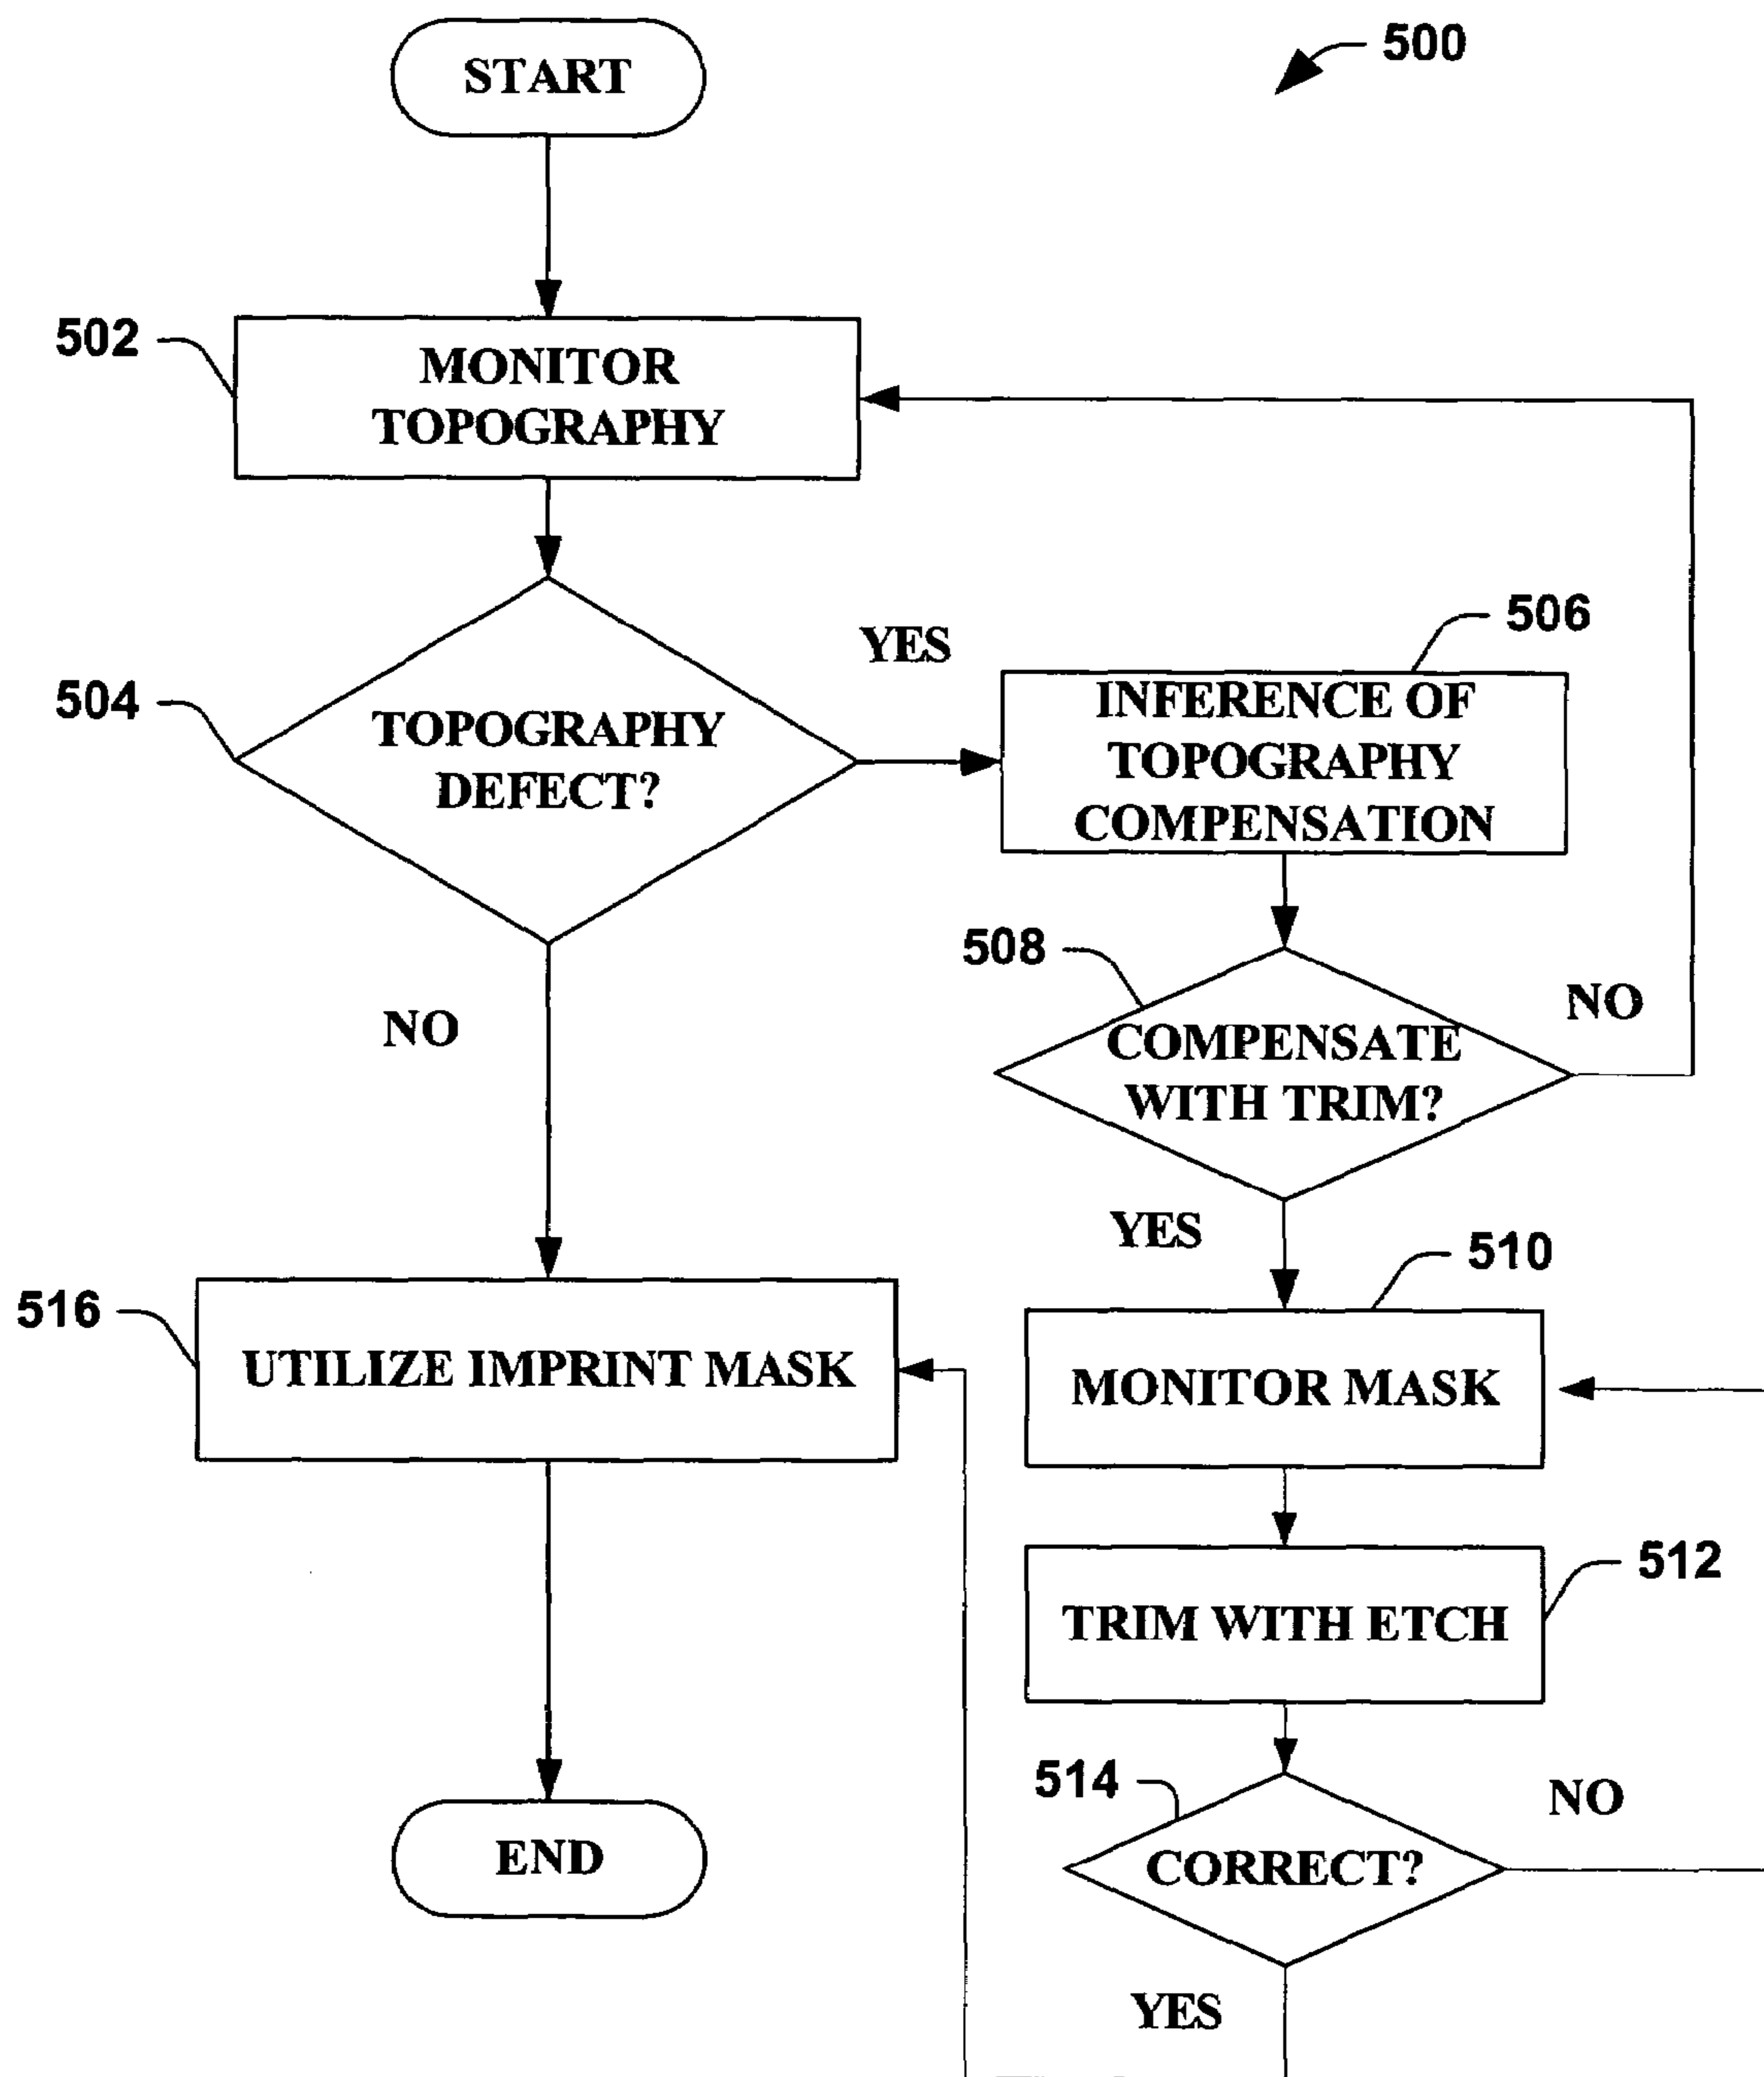 START
500
502
MONITOR
TOPOGRAPHY
504
TOPOGRAPHY
DEFECT?
YES
506
INFERENCE OF
TOPOGRAPHY
COMPENSATION
508
COMPENSATE
WITH TRIM?
NO
NO
YES
510
516
UTILIZE IMPRINT MASK
MONITOR MASK
512
TRIM WITH ETCH
514
NO
CORRECT?
END
YES